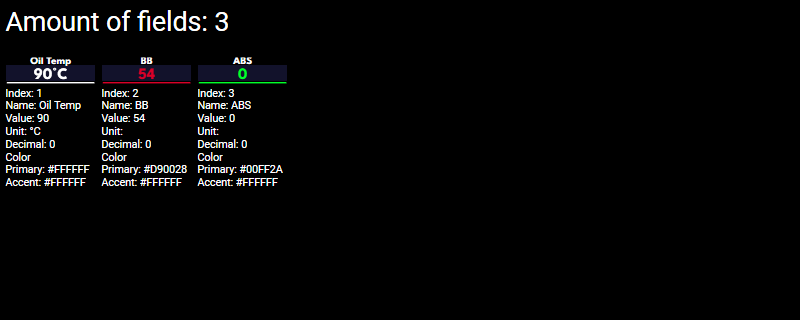 Amount of fields: 3
Oil Temp BB ABS
90°C 54 0
Index: 1 Index: 2 Index: 3
Name: Oil Temp Name: BB Name: ABS
Value: 90 Value: 54 Value: 0
Unit: °C Unit: Unit:
Decimal: 0 Decimal: 0 Decimal: 0
Color Color Color
Primary: #FFFFFF Primary: #D90028 Primary: #00FF2A
Accent: #FFFFFF Accent: #FFFFFF Accent: #FFFFFF